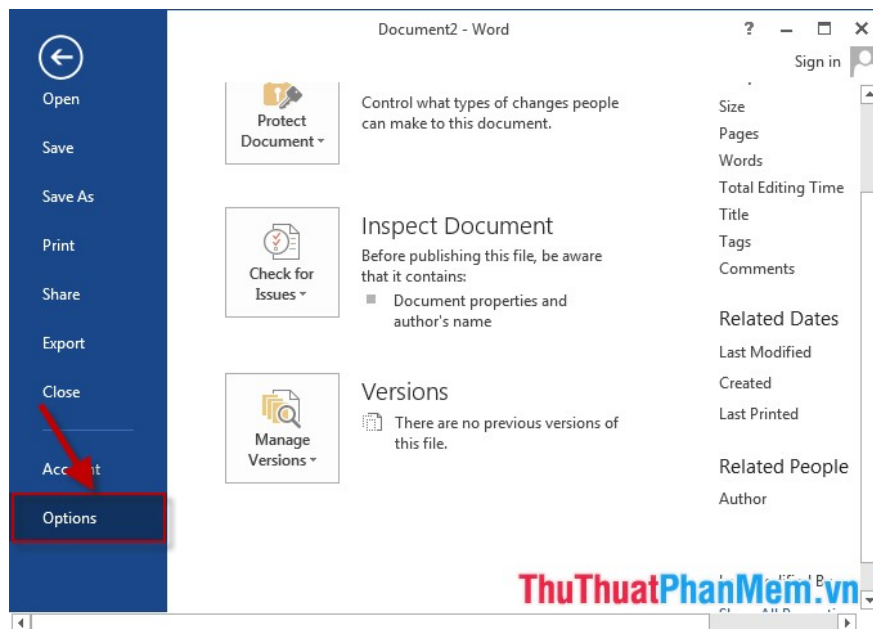 Document2 - Word
?
Sign in
Open
Save
Save As
Print
Share
Export
Close
Account
Options
Protect
Document
Control what types of changes people
can make to this document.
Check for
Issues
Inspect Document
Before publishing this file, be aware
that it contains:
Document properties and
author's name
Manage
Versions
Versions
There are no previous versions of
this file.
Size
Pages
Words
Total Editing Time
Title
Tags
Comments
Related Dates
Last Modified
Created
Last Printed
Related People
Author
ThuThuatPhanMem.vn